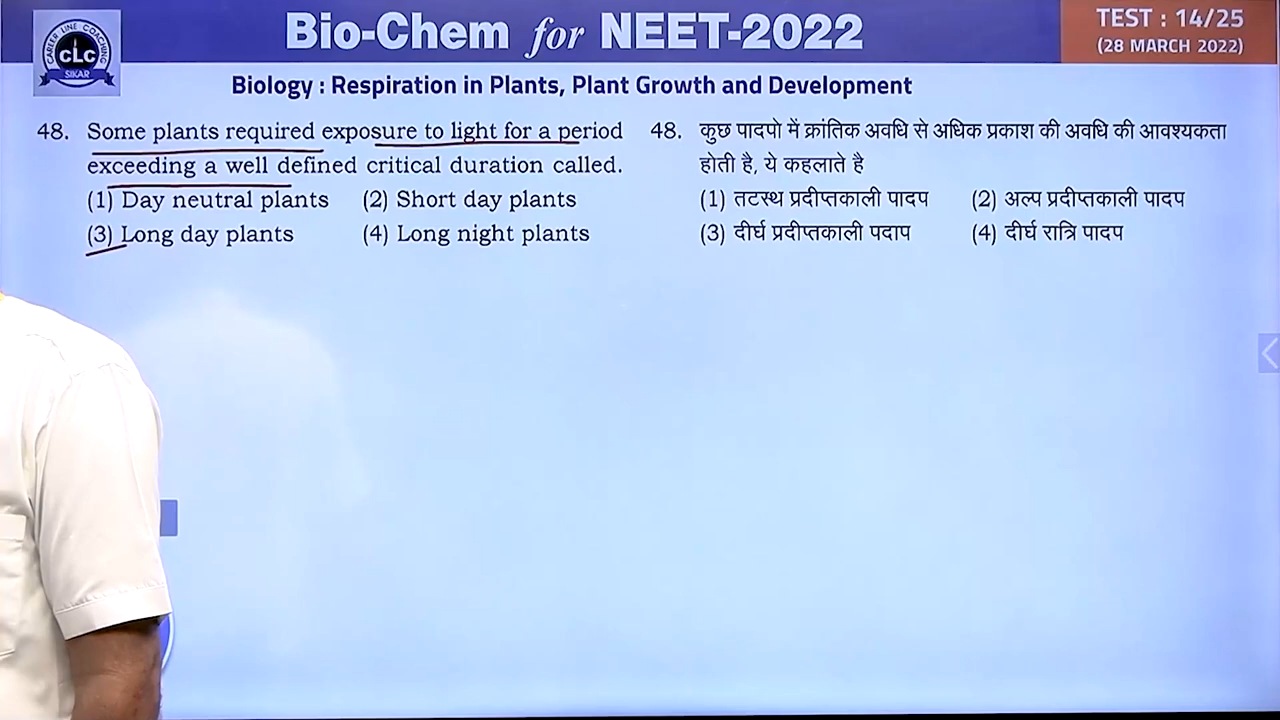 Bio-Chem for NEET-2022
TEST : 14/25
(28 MARCH 2022)
CAREER LINE COACHING
CLC
SIKAR
Biology : Respiration in Plants, Plant Growth and Development
48. Some plants required exposure to light for a period
exceeding a well defined critical duration called.
(1) Day neutral plants (2) Short day plants
(3) Long day plants (4) Long night plants
48. कुछ पादपो में क्रांतिक अवधि से अधिक प्रकाश की अवधि की आवश्यकता
होती है, ये कहलाते है
(1) तटस्थ प्रदीप्तकाली पादप (2) अल्प प्रदीप्तकाली पादप
(3) दीर्घ प्रदीप्तकाली पदाप (4) दीर्घ रात्रि पादप